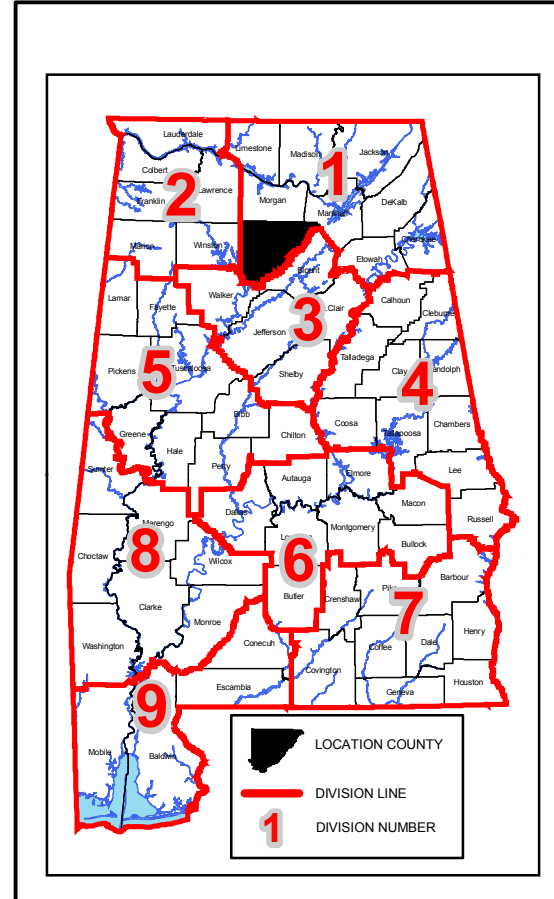 Lauderdale
Limestone
Madison
Jackson
1
Colbert
2
Lawrence
Franklin
Morgan
Marshall
DeKalb
Cherokee
Marion
Winston
Etowah
Blount
Lamar
Fayette
Walker
St.Clair
Calhoun
Cleburne
Jefferson
3
Talladega
Clay
Randolph
4
Pickens
5
Tuscaloosa
Shelby
Bibb
Chilton
Coosa
Tallapoosa
Chambers
Greene
Hale
Perry
Autauga
Elmore
Lee
Sumter
Dallas
Macon
Russell
Marengo
Montgomery
Bullock
Choctaw
8
Wilcox
6
Butler
Crenshaw
Pike
7
Barbour
Clarke
Monroe
Conecuh
Coffee
Dale
Henry
Washington
Covington
Escambia
Geneva
Houston
9
Mobile
Baldwin
LOCATION COUNTY
DIVISION LINE
1
DIVISION NUMBER